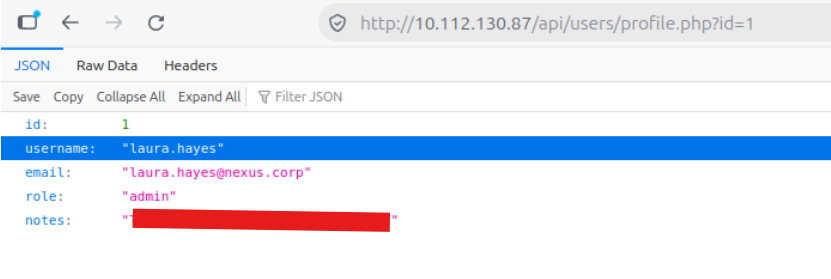 http://10.112.130.87/api/users/profile.php?id=1
JSON Raw Data Headers
Save Copy Collapse All Expand All Filter JSON
id: 1
username: "laura.hayes"
email: "laura.hayes@nexus.corp"
role: "admin"
notes: " "